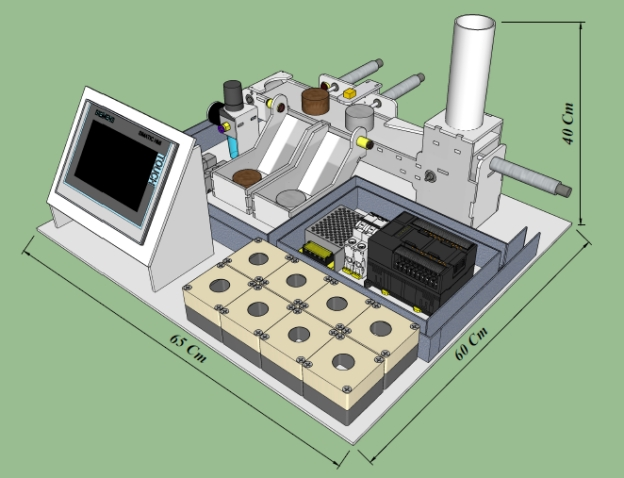 SIEMENS
SIMATIC HMI
TOUCH
40 Cm
65 Cm
60 Cm